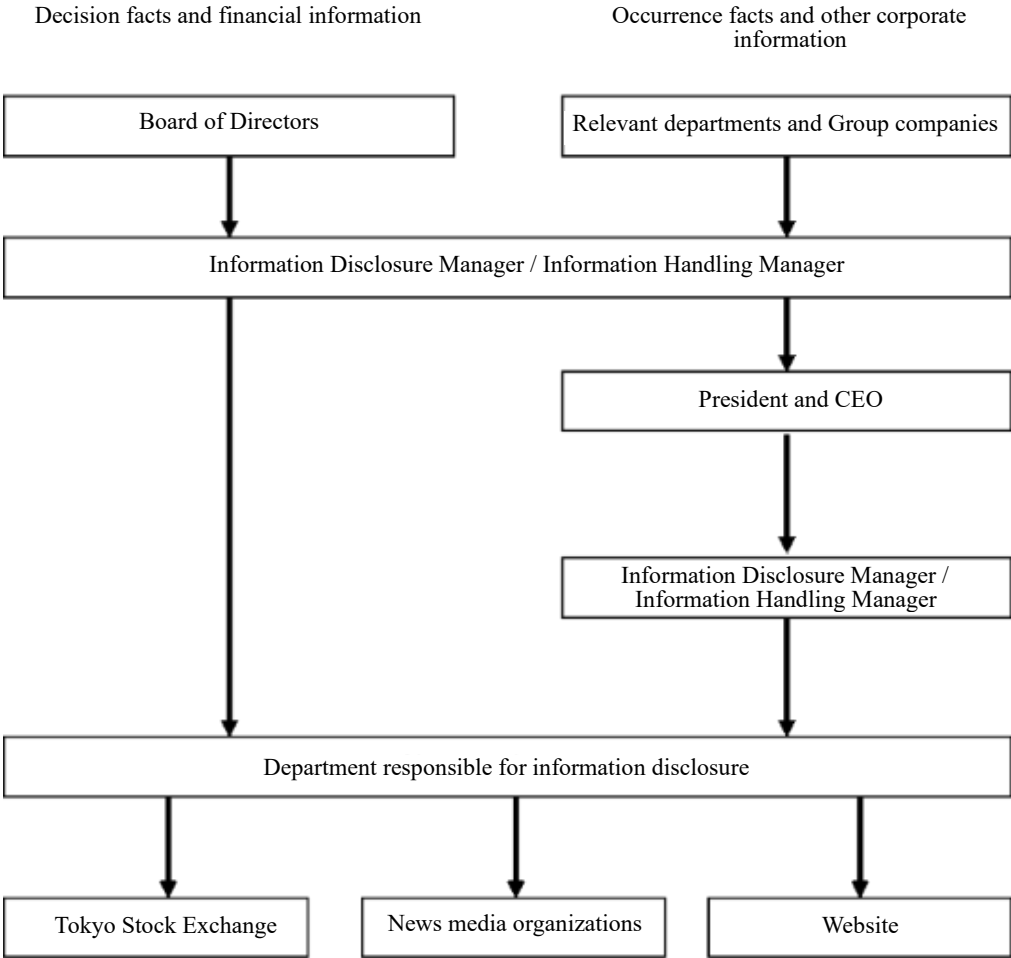 Decision facts and financial information
Occurrence facts and other corporate
information
Board of Directors
Relevant departments and Group companies
Information Disclosure Manager / Information Handling Manager
President and CEO
Information Disclosure Manager /
Information Handling Manager
Department responsible for information disclosure
Tokyo Stock Exchange
News media organizations
Website